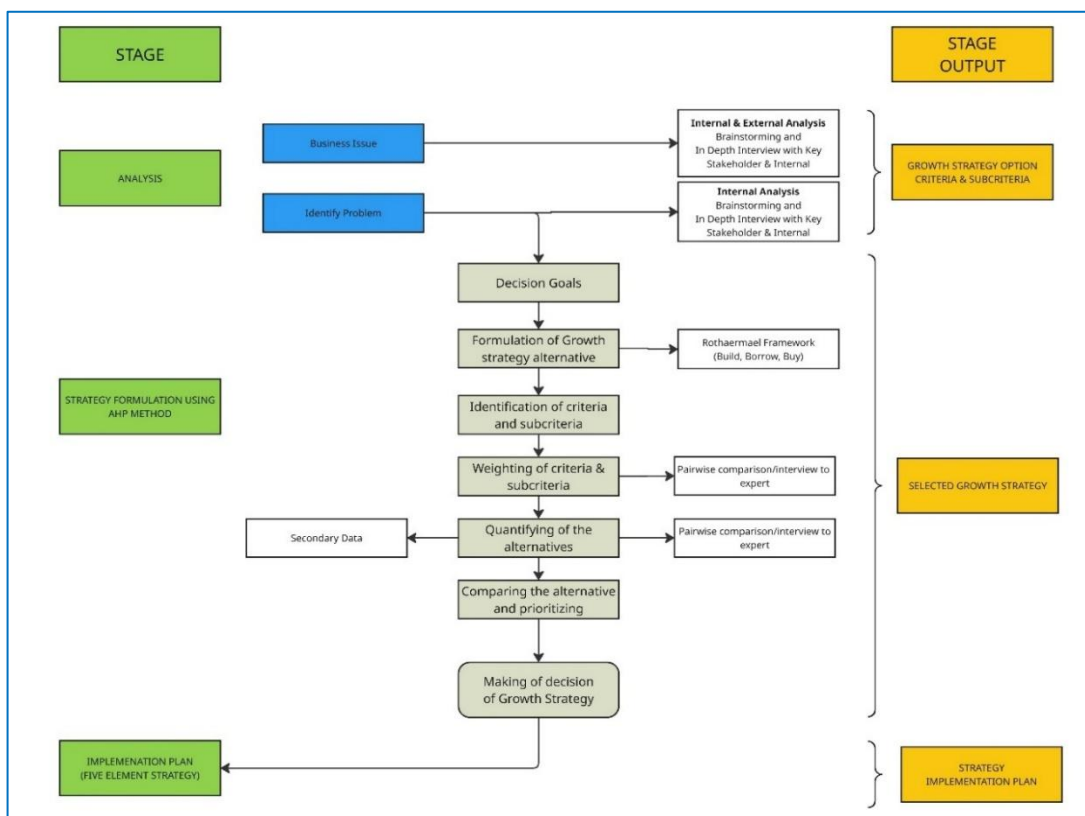 STAGE
STAGE
OUTPUT
Business Issue
Internal & External Analysis
Brainstorming and
In Depth Interview with Key
Stakeholder & Internal
ANALYSIS
GROWTH STRATEGY OPTION
CRITERIA & SUBCRITERIA
Identify Problem
Internal Analysis
Brainstorming and
In Depth Interview with Key
Stakeholder & Internal
Decision Goals
Formulation of Growth
strategy alternative
Rothaermael Framework
(Build, Borrow, Buy)
STRATEGY FORMULATION USING
AHP METHOD
Identification of criteria
and subcriteria
Weighting of criteria &
subcriteria
Pairwise comparison/interview to
expert
SELECTED GROWTH STRATEGY
Secondary Data
Quantifying of the
alternatives
Pairwise comparison/interview to
expert
Comparing the alternative
and prioritizing
Making of decision
of Growth Strategy
IMPLEMENATION PLAN
(FIVE ELEMENT STRATEGY)
STRATEGY
IMPLEMENTATION PLAN